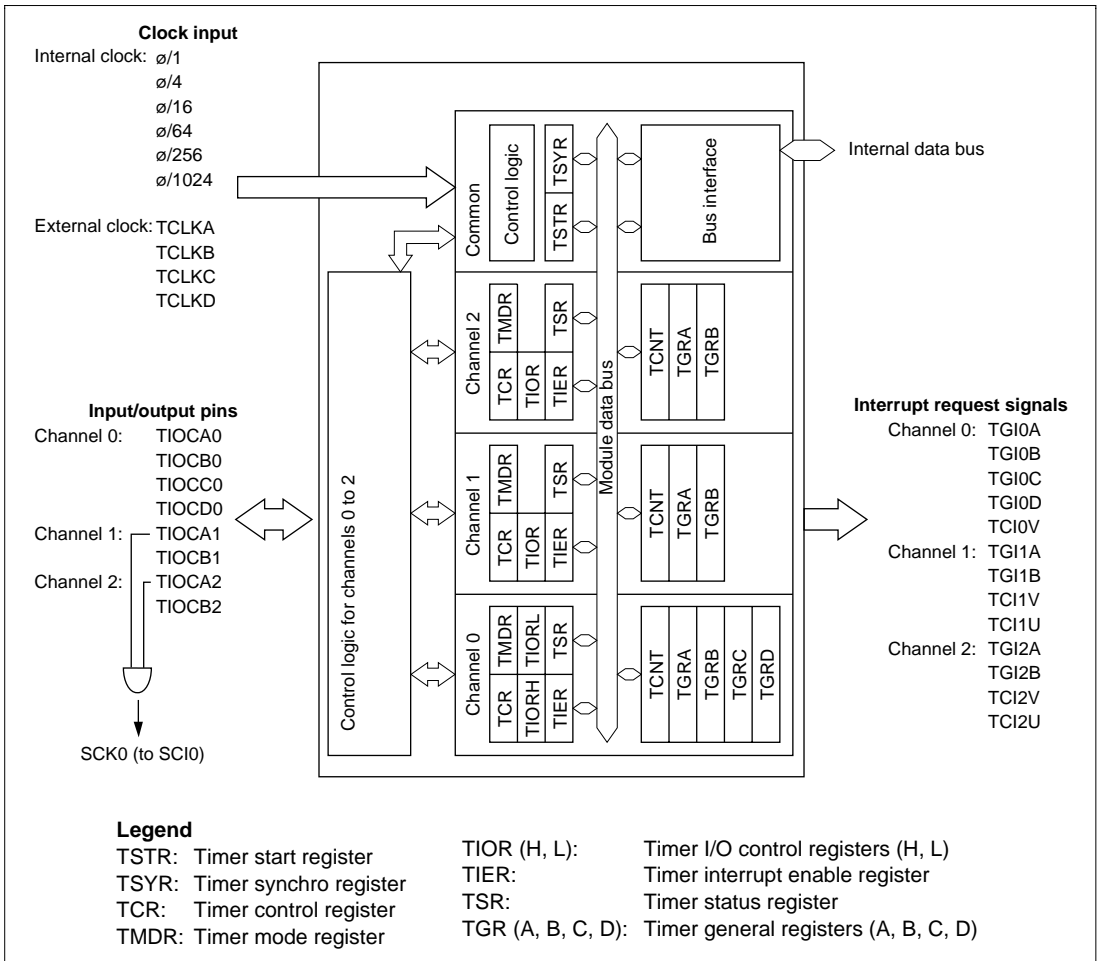 Clock input
Internal clock: ø/1
ø/4
ø/16
ø/64
ø/256
ø/1024
External clock: TCLKA
TCLKB
TCLKC
TCLKD
Input/output pins
Channel 0: TIOCA0
TIOCB0
TIOCC0
TIOCD0
Channel 1: TIOCA1
TIOCB1
Channel 2: TIOCA2
TIOCB2
SCK0 (to SCI0)
Control logic for channels 0 to 2
Common
Control logic
TSYR
TSTR
Bus interface
Internal data bus
Module data bus
Channel 2
TMDR
TSR
TCR
TIOR
TIER
TCNT
TGRA
TGRB
Channel 1
TMDR
TSR
TCR
TIOR
TIER
TCNT
TGRA
TGRB
Channel 0
TMDR
TIORL
TSR
TCR
TIORH
TIER
TCNT
TGRA
TGRB
TGRC
TGRD
Interrupt request signals
Channel 0: TGI0A
TGI0B
TGI0C
TGI0D
TCI0V
Channel 1: TGI1A
TGI1B
TCI1V
TCI1U
Channel 2: TGI2A
TGI2B
TCI2V
TCI2U
Legend
TSTR: Timer start register
TSYR: Timer synchro register
TCR: Timer control register
TMDR: Timer mode register
TIOR (H, L): Timer I/O control registers (H, L)
TIER: Timer interrupt enable register
TSR: Timer status register
TGR (A, B, C, D): Timer general registers (A, B, C, D)